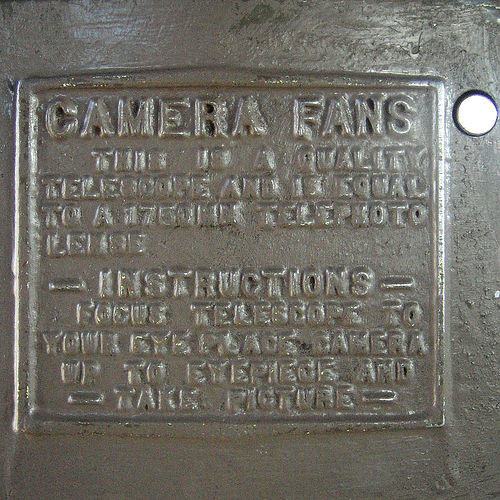 CAMERA FANS
THIS IS A QUALITY
TELESCOPE AND IS EQUAL
TO A 1750MM TELEPHOTO
LENSE
— INSTRUCTIONS —
FOCUS TELESCOPE TO
YOUR EYE PLACE CAMERA
UP TO EYEPIECE AND
— TAKE PICTURE —